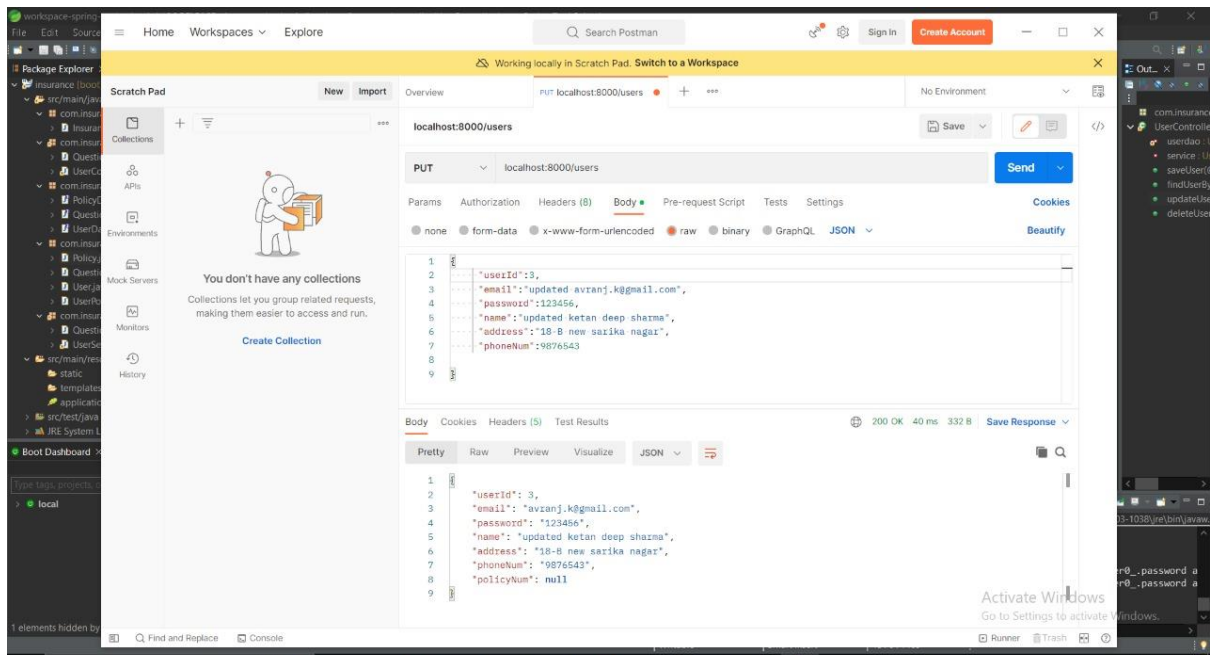 workspace-spring-
File Edit Source
Home Workspaces Explore
Search Postman
Sign In
Create Account
Working locally in Scratch Pad. Switch to a Workspace
Package Explorer
insurance [boot
src/main/jav
com.insur
Insuran
com.insur
Questi
UserC
com.insur
PolicyD
Questi
UserDa
com.insur
Policy.j
Questi
User.ja
UserPo
com.insur
Questi
UserSe
src/main/res
static
templates
applicatio
src/test/java
JRE System L
Boot Dashboard
Type tags, projects, o
local
1 elements hidden by
Scratch Pad
New Import
Collections
APIs
Environments
Mock Servers
Monitors
History
You don't have any collections
Collections let you group related requests,
making them easier to access and run.
Create Collection
Overview
PUT localhost:8000/users
No Environment
localhost:8000/users
Save
PUT
localhost:8000/users
Send
Params Authorization Headers (8) Body Pre-request Script Tests Settings
Cookies
none form-data x-www-form-urlencoded raw binary GraphQL JSON
Beautify
1 {
2 "userId":3,
3 "email":"updated avranj.k@gmail.com",
4 "password":123456,
5 "name":"updated ketan deep sharma",
6 "address":"18-B new sarika nagar",
7 "phoneNum":9876543
8
9 }
Body Cookies Headers (5) Test Results
200 OK 40 ms 332 B Save Response
Pretty Raw Preview Visualize JSON
1 {
2 "userId": 3,
3 "email": "avranj.k@gmail.com",
4 "password": "123456",
5 "name": "updated ketan deep sharma",
6 "address": "18-B new sarika nagar",
7 "phoneNum": "9876543",
8 "policyNum": null
9 }
Find and Replace Console
Runner Trash
Out...
com.insuranc
UserControlle
userdao : U
service : U
saveUser(
findUserBy
updateUse
deleteUser
03-1038\jre\bin\javaw.
r0_.password a
r0_.password a
Activate Windows
Go to Settings to activate Windows.